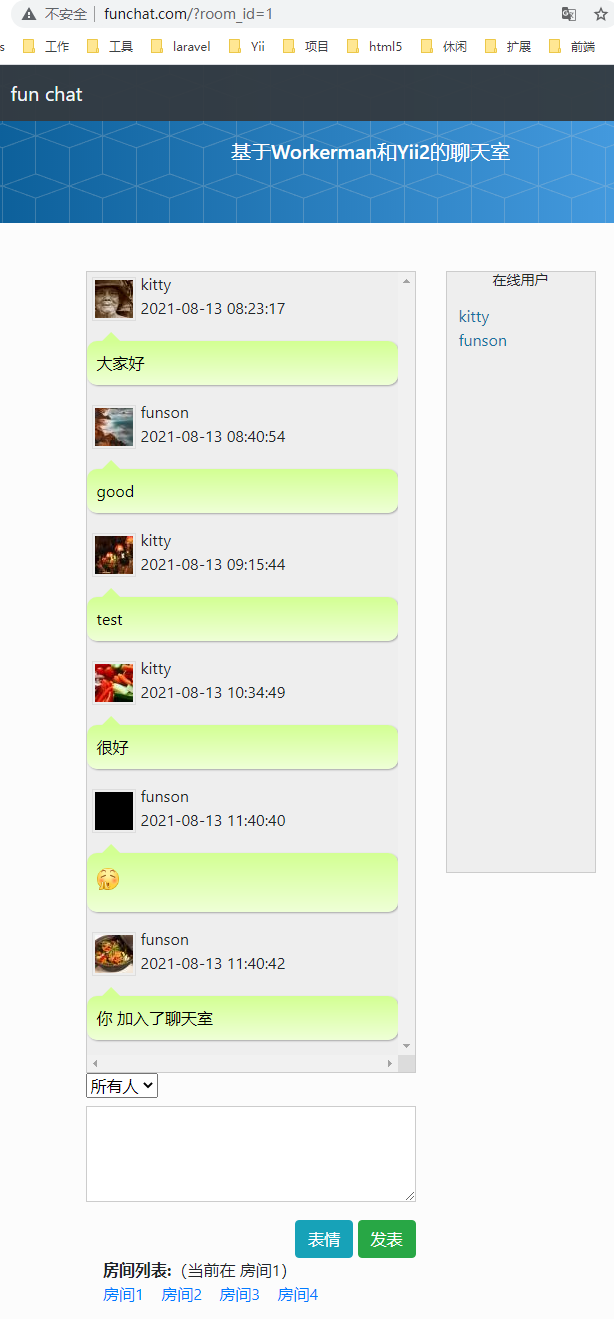 不安全 funchat.com/?room_id=1
s 工作 工具 laravel Yii 项目 html5 休闲 扩展 前端
fun chat
基于Workerman和Yii2的聊天室
kitty
2021-08-13 08:23:17
大家好
funson
2021-08-13 08:40:54
good
kitty
2021-08-13 09:15:44
test
kitty
2021-08-13 10:34:49
很好
funson
2021-08-13 11:40:40
funson
2021-08-13 11:40:42
你 加入了聊天室
在线用户
kitty
funson
所有人
表情 发表
房间列表:（当前在 房间1）
房间1 房间2 房间3 房间4